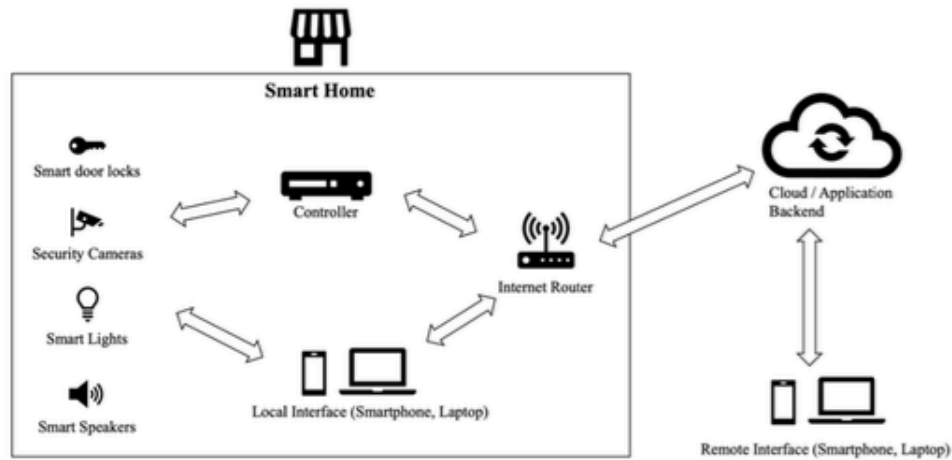 Smart Home
Smart door locks
Controller
Security Cameras
Smart Lights
Smart Speakers
Local Interface (Smartphone, Laptop)
Internet Router
Cloud / Application
Backend
Remote Interface (Smartphone, Laptop)